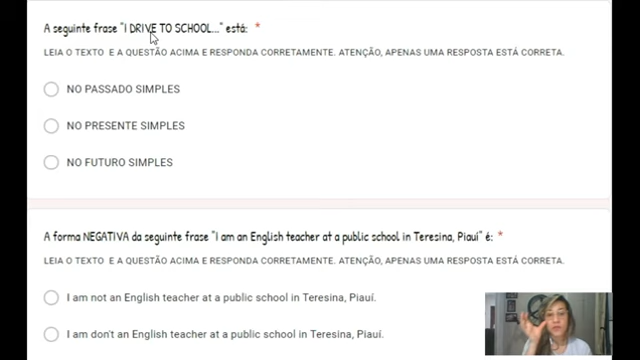 A seguinte frase "I DRIVE TO SCHOOL..." está: *
LEIA O TEXTO E A QUESTÃO ACIMA E RESPONDA CORRETAMENTE. ATENÇÃO, APENAS UMA RESPOSTA ESTÁ CORRETA.
NO PASSADO SIMPLES
NO PRESENTE SIMPLES
NO FUTURO SIMPLES
A forma NEGATIVA da seguinte frase "I am an English teacher at a public school in Teresina, Piauí" é: *
LEIA O TEXTO E A QUESTÃO ACIMA E RESPONDA CORRETAMENTE. ATENÇÃO, APENAS UMA RESPOSTA ESTÁ CORRETA.
I am not an English teacher at a public school in Teresina, Piauí.
I am don't an English teacher at a public school in Teresina, Piauí.